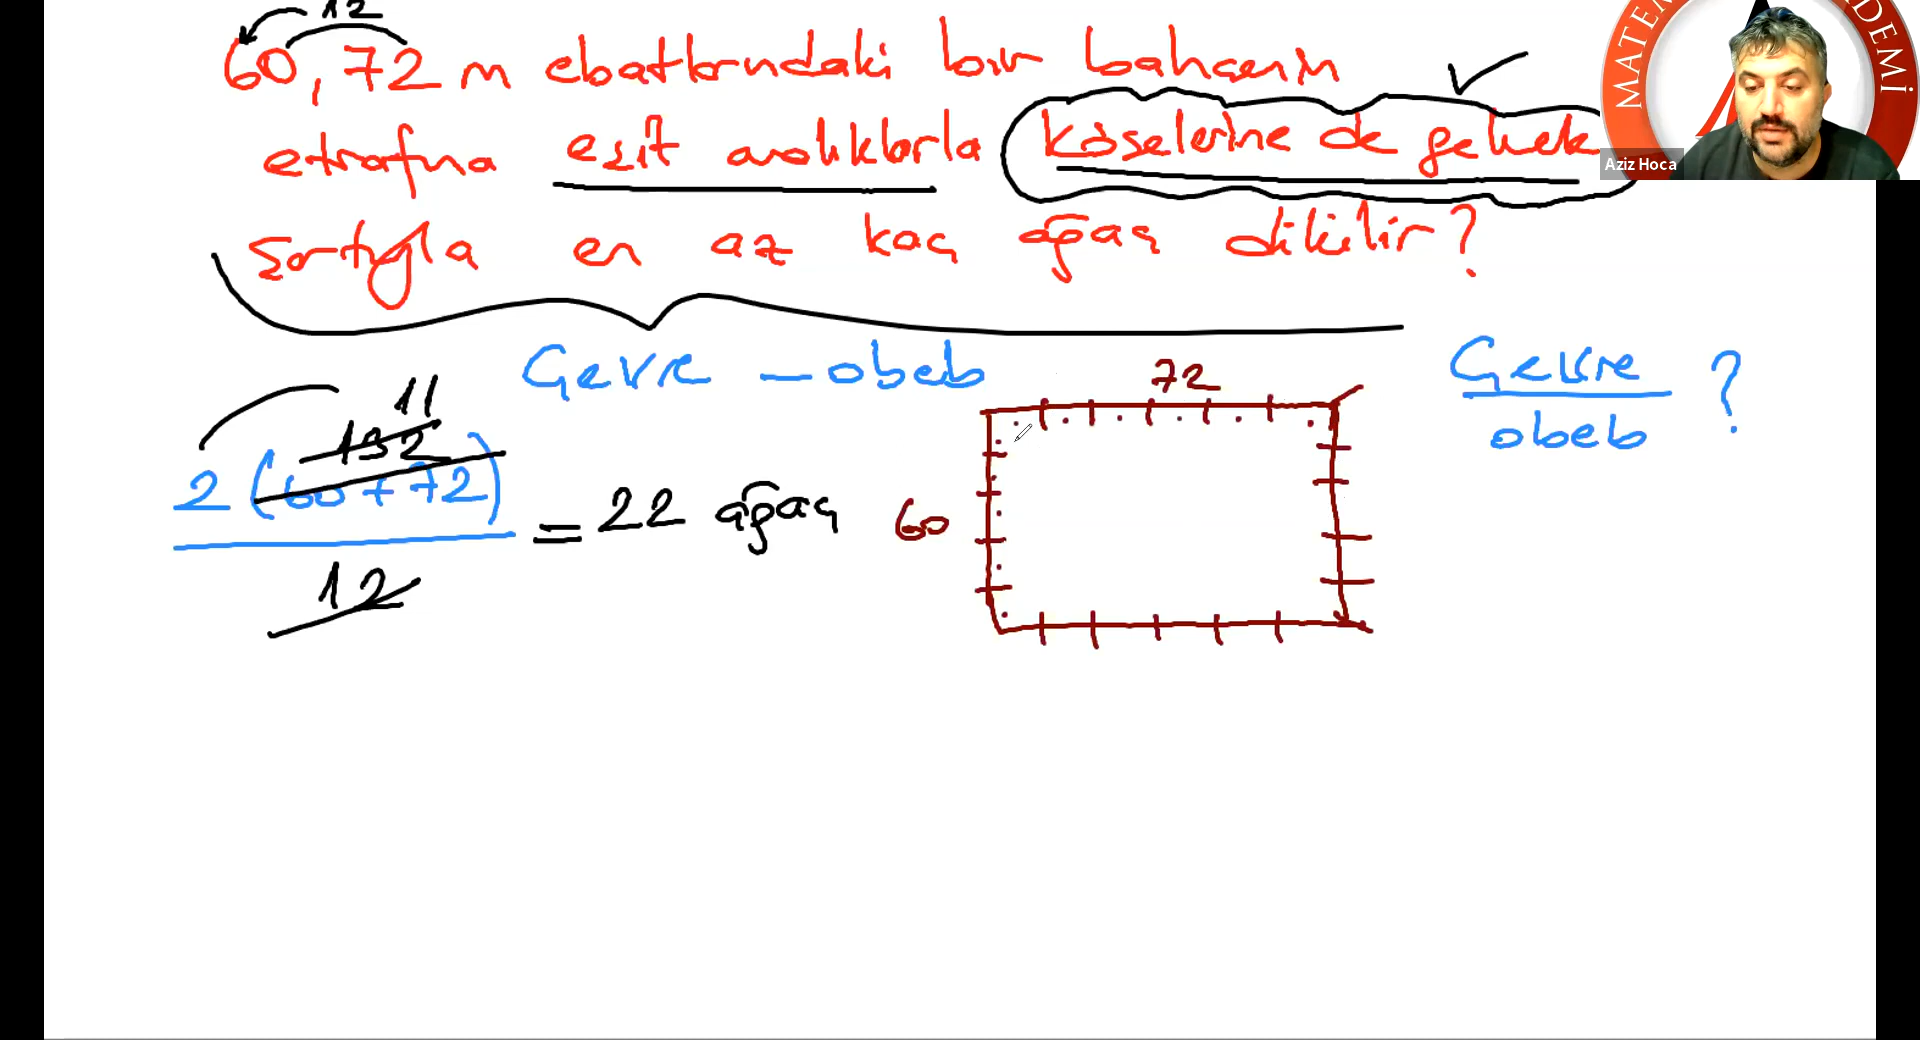 12
60, 72 m ebatlarındaki bir bahçenin
etrafına eşit aralıklarla köşelerine de gelmek
şartıyla en az kaç ağaç dikilir?
MATEM DEMİ
Aziz Hoca
Çevre - obeb
Çevre / obeb ?
11
132
2 (60 + 72)
12
= 22 ağaç
72
60